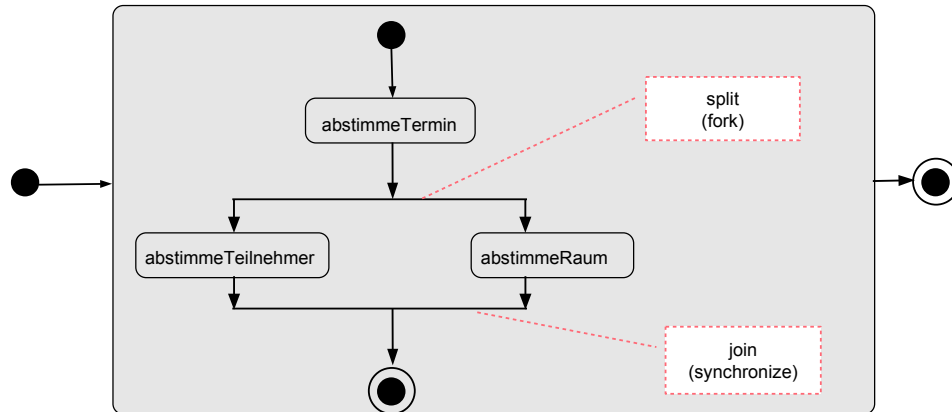 split
(fork)
abstimmeTermin
abstimmeTeilnehmer
abstimmeRaum
join
(synchronize)